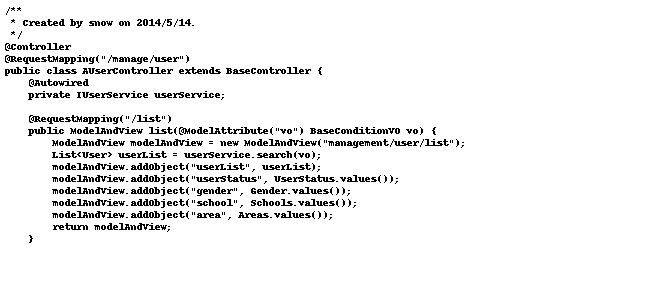 /**
 * Created by snow on 2014/5/14.
 */
@Controller
@RequestMapping("/manage/user")
public class AUserController extends BaseController {
    @Autowired
    private IUserService userService;

    @RequestMapping("/list")
    public ModelAndView list(@ModelAttribute("vo") BaseConditionVO vo) {
        ModelAndView modelAndView = new ModelAndView("management/user/list");
        List<User> userList = userService.search(vo);
        modelAndView.addObject("userList", userList);
        modelAndView.addObject("userStatus", UserStatus.values());
        modelAndView.addObject("gender", Gender.values());
        modelAndView.addObject("school", Schools.values());
        modelAndView.addObject("area", Areas.values());
        return modelAndView;
    }